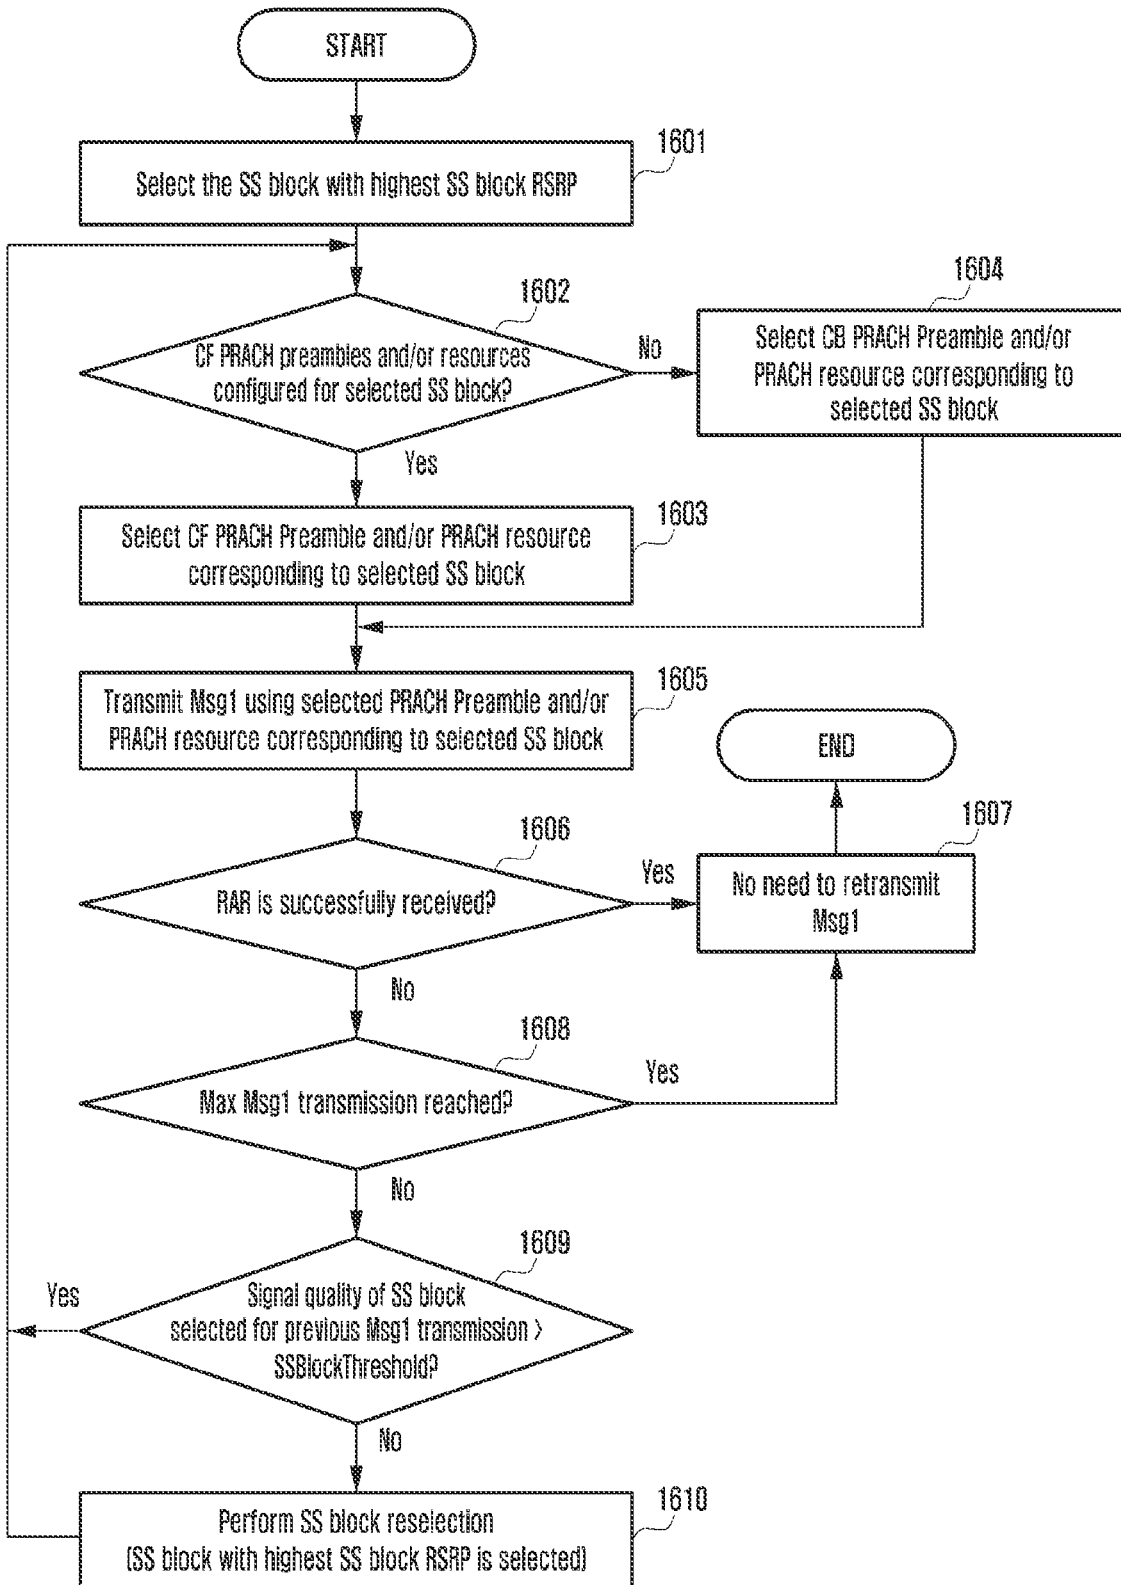 START
1601
Select the SS block with highest SS block RSRP
1602
CF PRACH preambles and/or resources
configured for selected SS block?
No
1604
Select CB PRACH Preamble and/or
PRACH resource corresponding to
selected SS block
Yes
1603
Select CF PRACH Preamble and/or PRACH resource
corresponding to selected SS block
1605
Transmit Msg1 using selected PRACH Preamble and/or
PRACH resource corresponding to selected SS block
END
1606
RAR is successfully received?
Yes
1607
No need to retransmit
Msg1
No
1608
Max Msg1 transmission reached?
Yes
No
1609
Signal quality of SS block
selected for previous Msg1 transmission >
SSBlockThreshold?
Yes
No
1610
Perform SS block reselection
(SS block with highest SS block RSRP is selected)